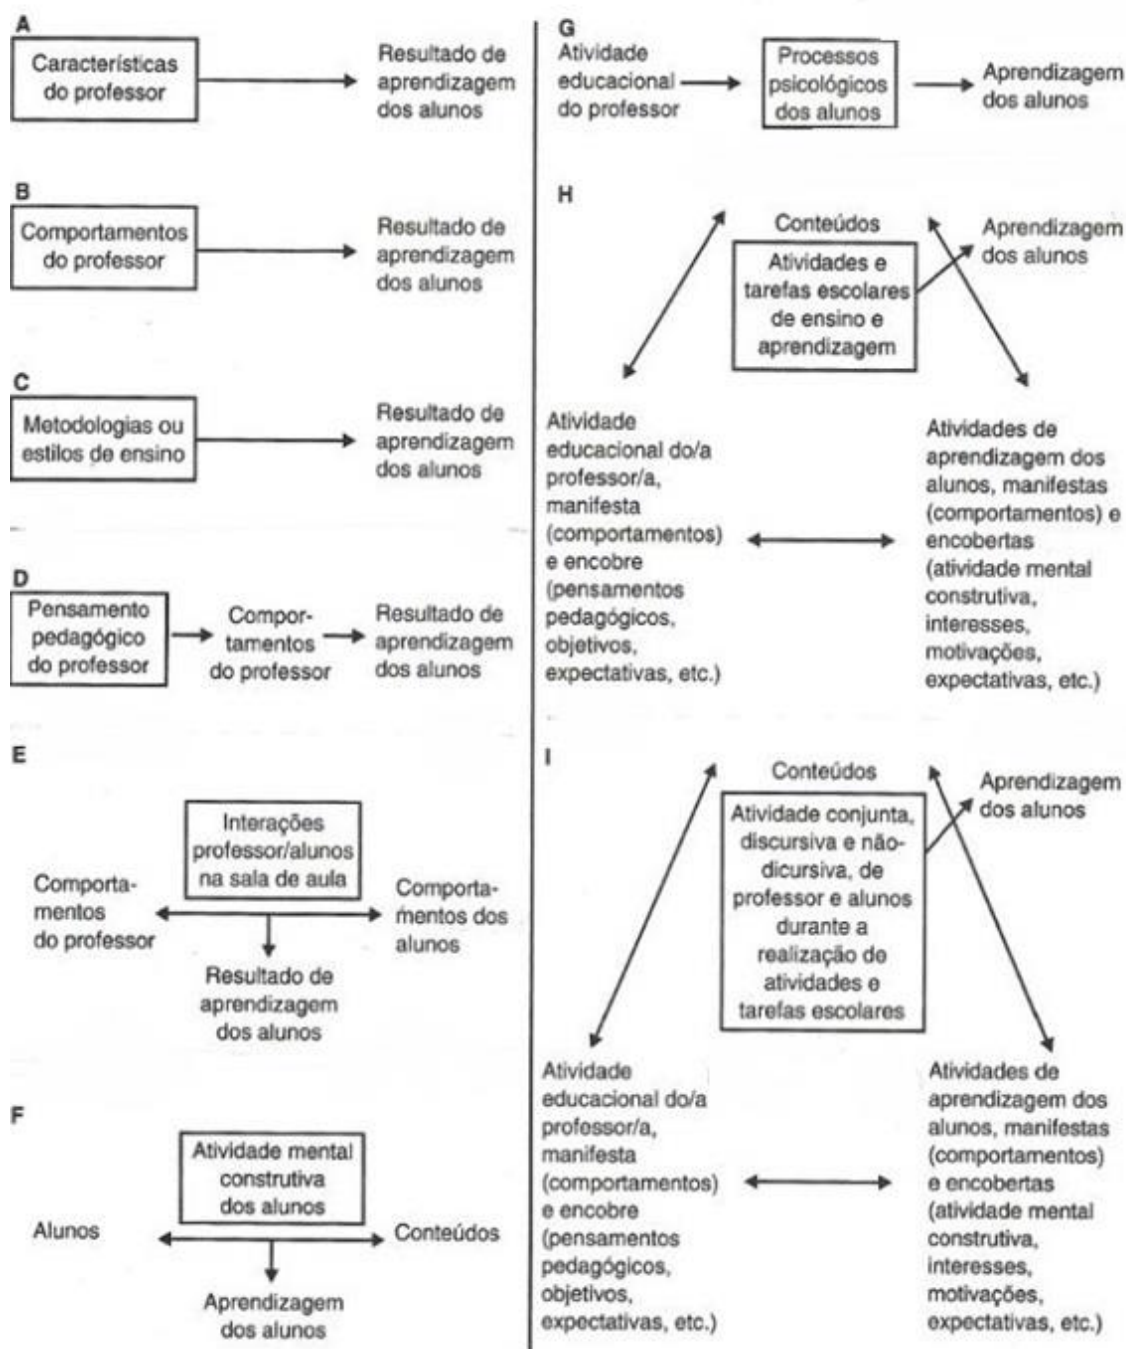 A
Características
do professor
Resultado de
aprendizagem
dos alunos
B
Comportamentos
do professor
Resultado de
aprendizagem
dos alunos
C
Metodologias ou
estilos de ensino
Resultado de
aprendizagem
dos alunos
D
Pensamento
pedagógico
do professor
Compor-
tamentos
do professor
Resultado de
aprendizagem
dos alunos
E
Interações
professor/alunos
na sala de aula
Comporta-
mentos
do professor
Comporta-
mentos dos
alunos
Resultado de
aprendizagem
dos alunos
F
Atividade mental
construtiva
dos alunos
Alunos
Conteúdos
Aprendizagem
dos alunos
G
Atividade
educacional
do professor
Processos
psicológicos
dos alunos
Aprendizagem
dos alunos
H
Conteúdos
Atividades e
tarefas escolares
de ensino e
aprendizagem
Aprendizagem
dos alunos
Atividade
educacional do/a
professor/a,
manifesta
(comportamentos)
e encobre
(pensamentos
pedagógicos,
objetivos,
expectativas, etc.)
Atividades de
aprendizagem dos
alunos, manifestas
(comportamentos) e
encobertas
(atividade mental
construtiva,
interesses,
motivações,
expectativas, etc.)
I
Conteúdos
Atividade conjunta,
discursiva e não-
dicursiva, de
professor e alunos
durante a
realização de
atividades e
tarefas escolares
Aprendizagem
dos alunos
Atividade
educacional do/a
professor/a,
manifesta
(comportamentos)
e encobre
(pensamentos
pedagógicos,
objetivos,
expectativas, etc.)
Atividades de
aprendizagem dos
alunos, manifestas
(comportamentos)
e encobertas
(atividade mental
construtiva,
interesses,
motivações,
expectativas, etc.)